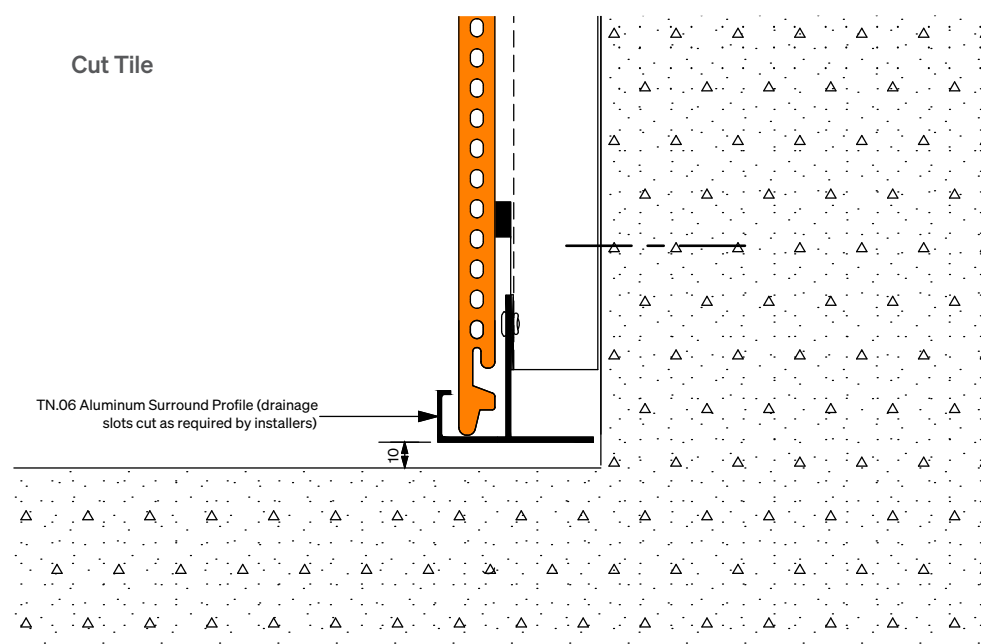 Cut Tile
TN.06 Aluminum Surround Profile (drainage
slots cut as required by installers)
10